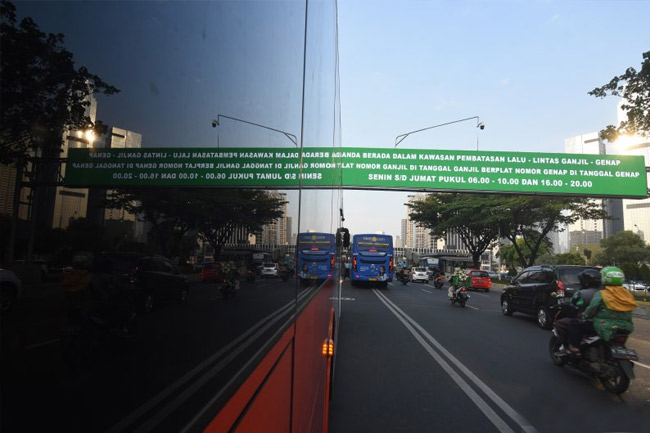 ANDA BERADA DALAM KAWASAN PEMBATASAN LALU - LINTAS GANJIL - GENAP
NOMOR GANJIL DI TANGGAL GANJIL BERPLAT NOMOR GENAP DI TANGGAL GENAP
SENIN S/D JUMAT PUKUL 06.00 - 10.00 DAN 16.00 - 20.00